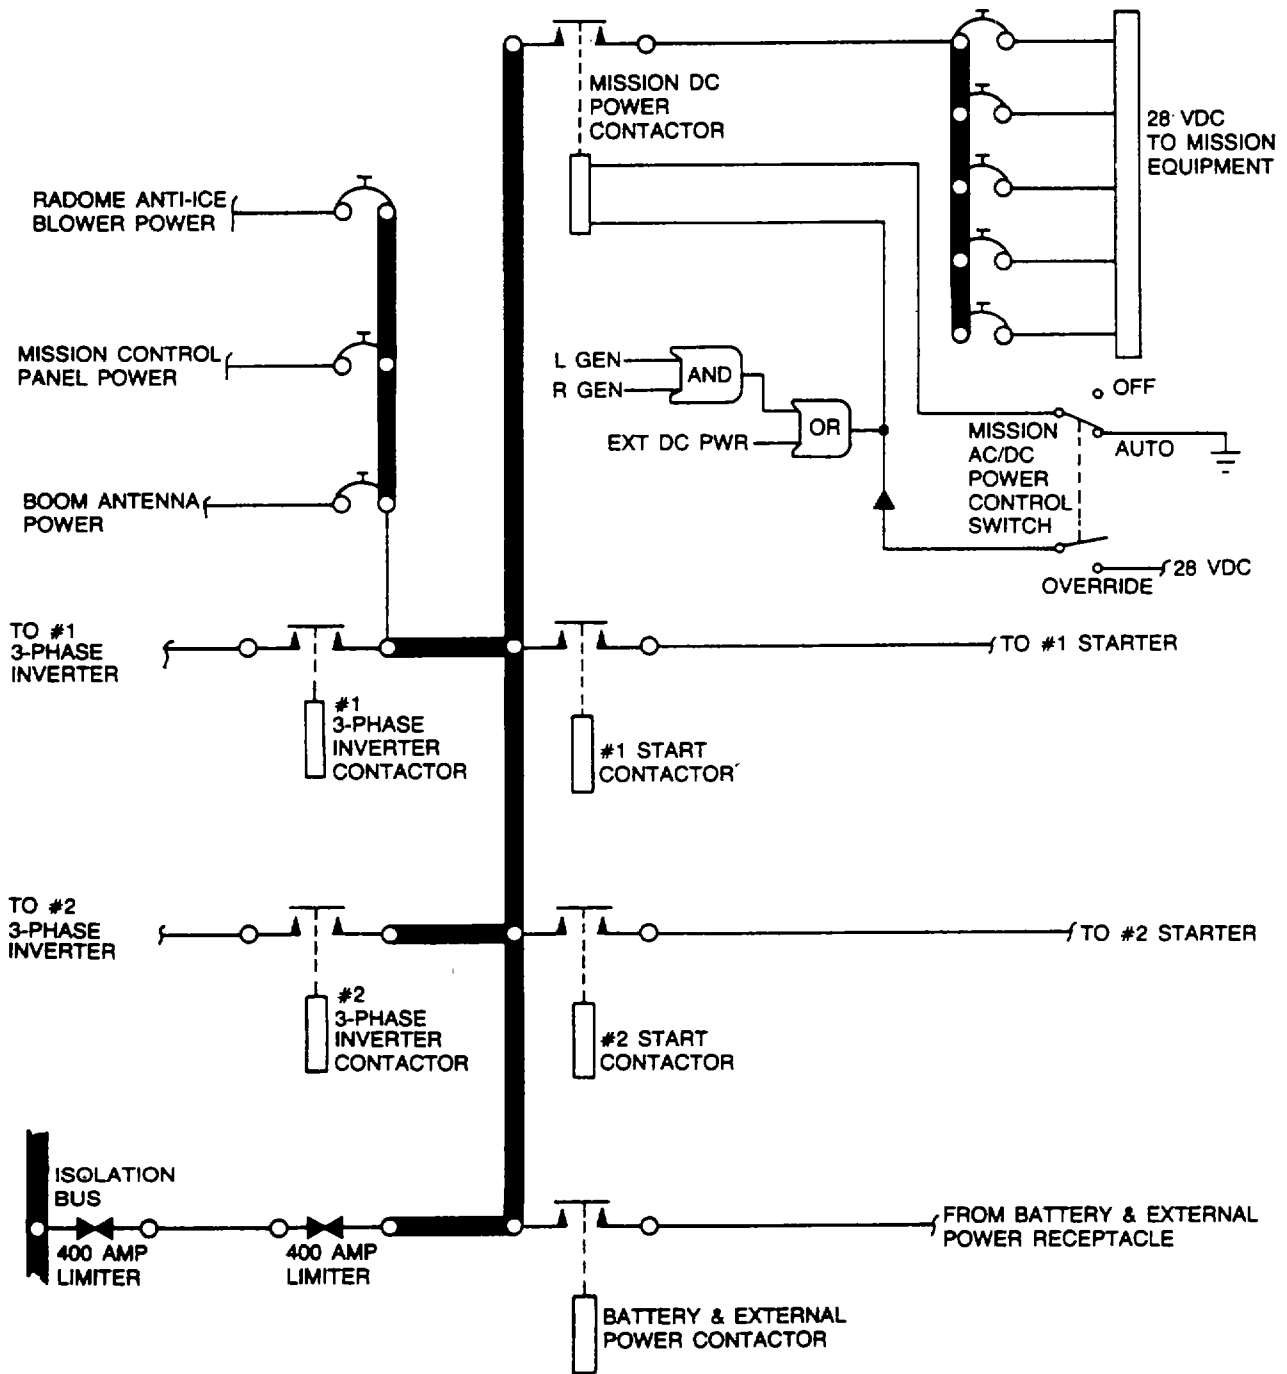 MISSION DC
POWER
CONTACTOR
28 VDC
TO MISSION
EQUIPMENT
RADOME ANTI-ICE
BLOWER POWER
MISSION CONTROL
PANEL POWER
BOOM ANTENNA
POWER
L GEN
R GEN
AND
EXT DC PWR
OR
OFF
AUTO
MISSION
AC/DC
POWER
CONTROL
SWITCH
OVERRIDE
28 VDC
TO #1
3-PHASE
INVERTER
#1
3-PHASE
INVERTER
CONTACTOR
#1 START
CONTACTOR
TO #1 STARTER
TO #2
3-PHASE
INVERTER
#2
3-PHASE
INVERTER
CONTACTOR
#2 START
CONTACTOR
TO #2 STARTER
ISOLATION
BUS
400 AMP
LIMITER
400 AMP
LIMITER
FROM BATTERY & EXTERNAL
POWER RECEPTACLE
BATTERY & EXTERNAL
POWER CONTACTOR